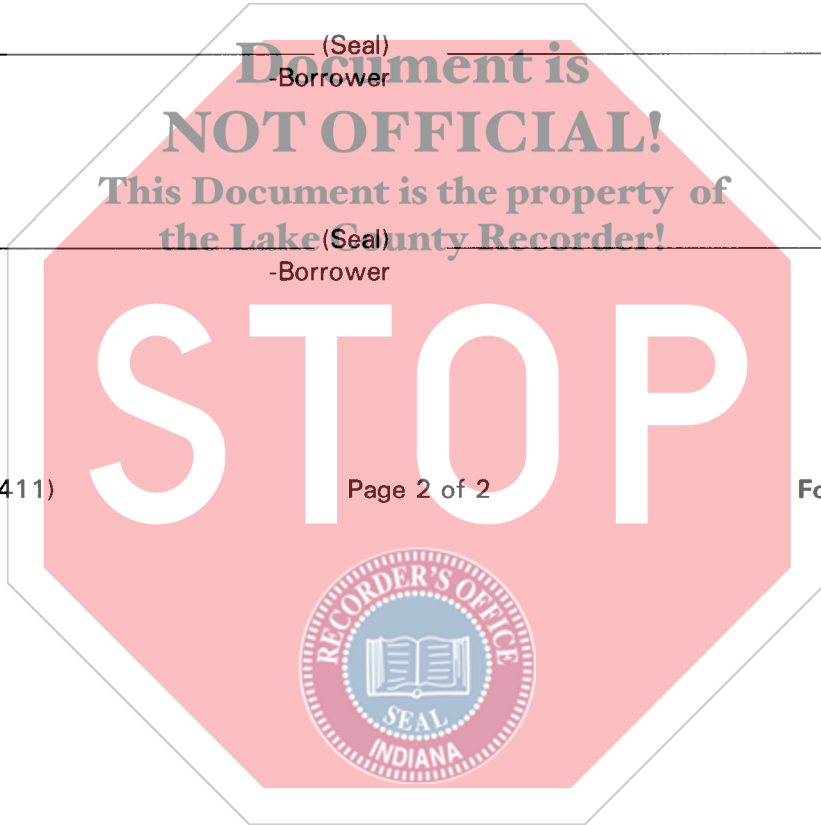 (Seal)
Document is
-Borrower
NOT OFFICIAL!
This Document is the property of
the Lake County Recorder!
(Seal)
-Borrower
STOP
411)
Page 2 of 2
Fo
RECORDER'S OFFICE
SEAL
INDIANA